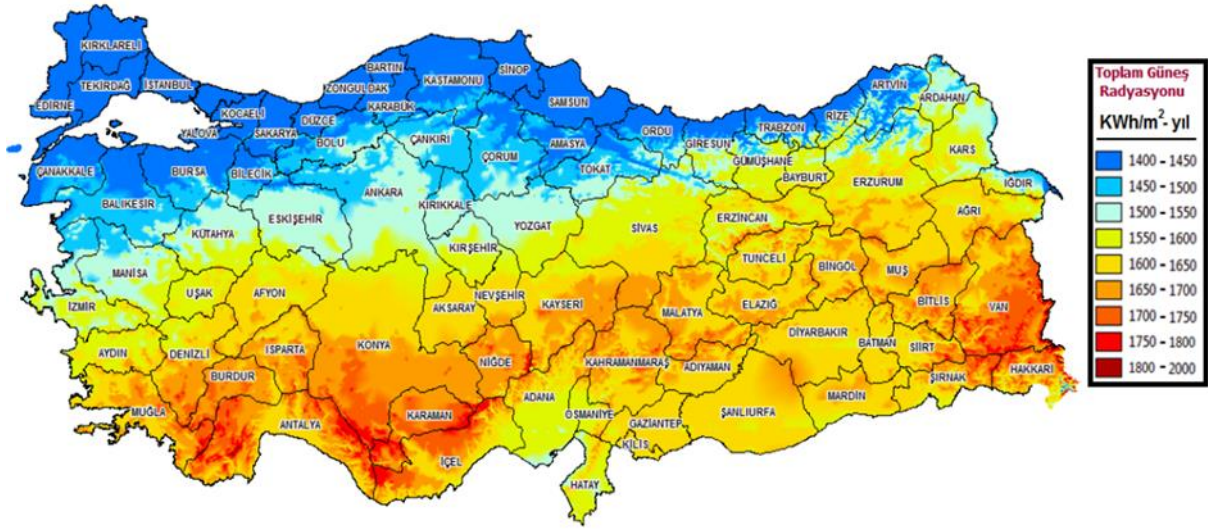 KIRKLARELİ
TEKİRDAĞ
İSTANBUL
EDİRNE
KOCAELİ
YALOVA
SAKARYA
DÜZCE
ZONGULDAK
BARTIN
KARABÜK
KASTAMONU
SİNOP
SAMSUN
BOLU
ÇANKIRI
AMASYA
ÇORUM
TOKAT
ORDU
GİRESUN
TRABZON
RİZE
ARTVİN
ARDAHAN
GÜMÜŞHANE
BAYBURT
KARS
IĞDIR
ÇANAKKALE
BURSA
BİLECİK
BALIKEŞİR
ESKİŞEHİR
KÜTAHYA
ANKARA
KIRIKKALE
YOZGAT
KIRŞEHİR
SİVAS
ERZİNCAN
ERZURUM
AĞRI
MANİSA
UŞAK
AFYON
İZMİR
AKSARAY
NEVŞEHİR
KAYSERİ
MALATYA
TUNCELİ
ELAZIĞ
BİNGÖL
MUŞ
BİTLİS
VAN
AYDIN
DENİZLİ
ISPARTA
BURDUR
KONYA
NİĞDE
KAHRAMANMARAŞ
ADIYAMAN
DİYARBAKIR
BATMAN
SİİRT
ŞIRNAK
HAKKARİ
MUĞLA
ANTALYA
KARAMAN
İÇEL
ADANA
OSMANİYE
GAZİANTEP
KİLİS
ŞANLIURFA
MARDİN
HATAY
Toplam Güneş
Radyasyonu
KWh/m²- yıl
1400 - 1450
1450 - 1500
1500 - 1550
1550 - 1600
1600 - 1650
1650 - 1700
1700 - 1750
1750 - 1800
1800 - 2000